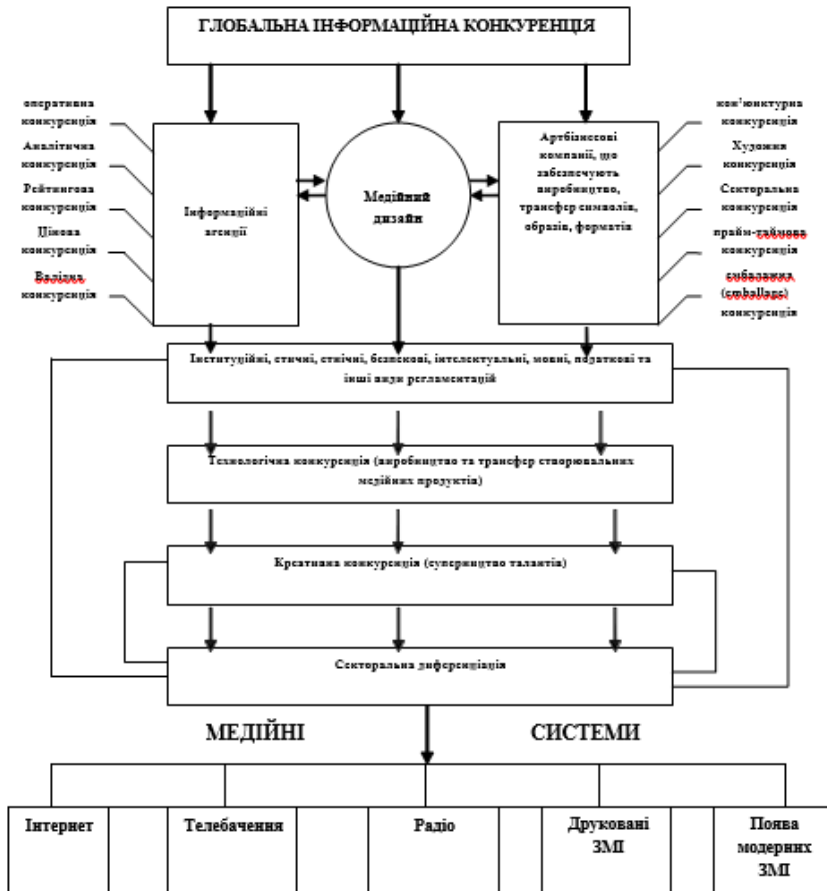 ГЛОБАЛЬНА ІНФОРМАЦІЙНА КОНКУРЕНЦІЯ
оперативна
конкуренція
Аналітична
конкуренція
Рейтингова
конкуренція
Цінова
конкуренція
Валідна
конкуренція
Інформаційні
агенції
Медійний
дизайн
Артбізнесові
компанії, що
забезпечують
виробництво,
трансфер символів,
образів, форматів
кон’юнктурна
конкуренція
Художня
конкуренція
Секторальна
конкуренція
прайм-таймова
конкуренція
ембалажна
(emballage)
конкуренція
Інституційні, етичні, етнічні, безпекові, інтелектуальні, мовні, податкові та
інші види регламентацій
Технологічна конкуренція (виробництво та трансфер створювальних
медійних продуктів)
Креативна конкуренція (суперництво талантів)
Секторальна диференціація
МЕДІЙНІ СИСТЕМИ
Інтернет
Телебачення
Радіо
Друковані
ЗМІ
Поява
модерних
ЗМІ